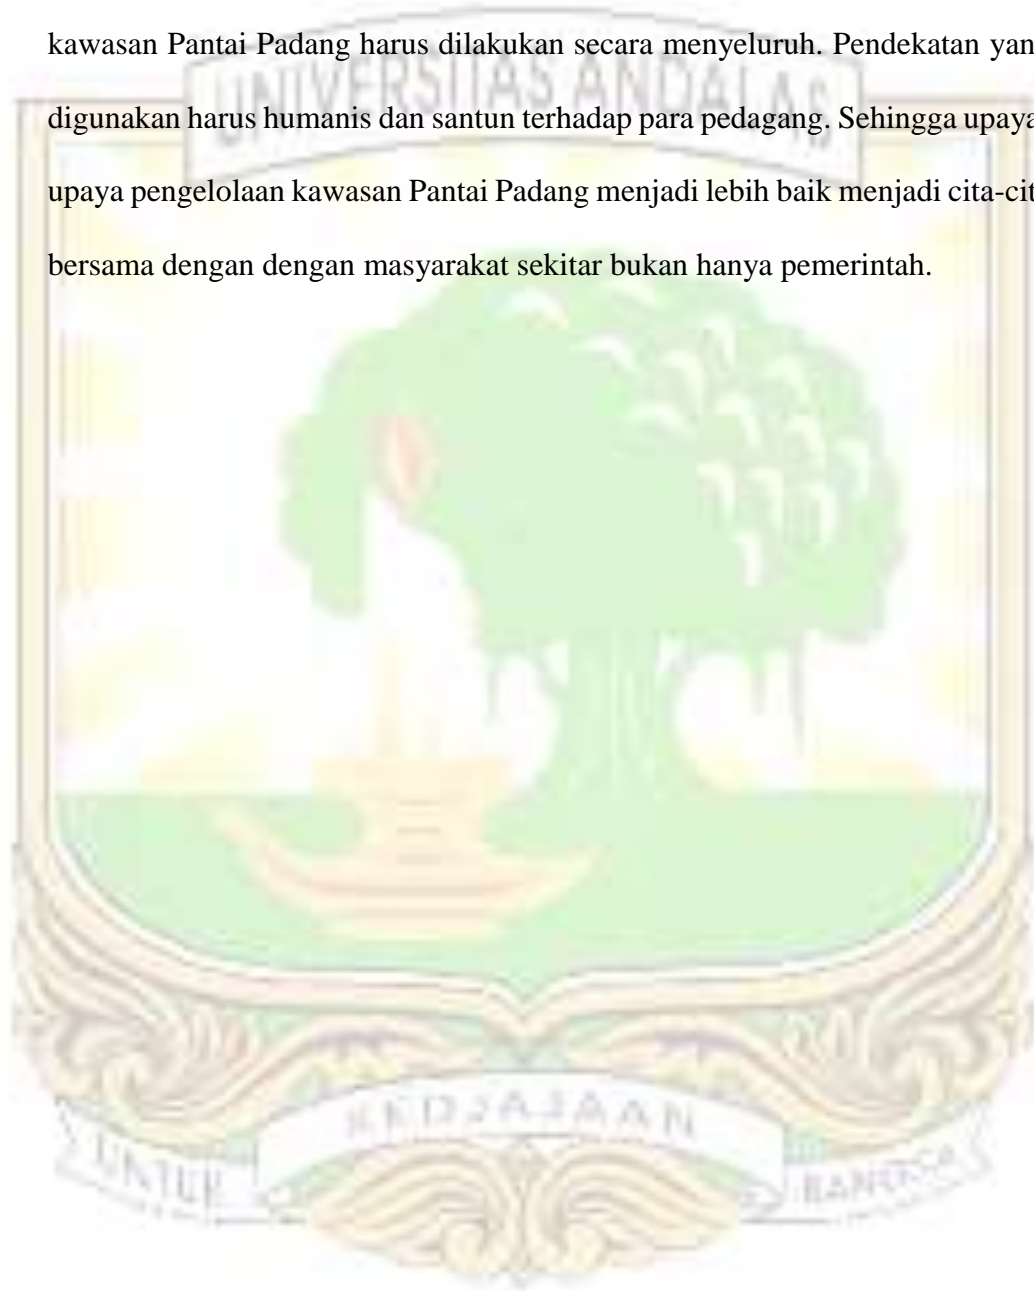 kawasan Pantai Padang harus dilakukan secara menyeluruh. Pendekatan yan
digunakan harus humanis dan santun terhadap para pedagang. Sehingga upaya
upaya pengelolaan kawasan Pantai Padang menjadi lebih baik menjadi cita-cit
bersama dengan dengan masyarakat sekitar bukan hanya pemerintah.
UNIVERSITAS ANDALAS
KEDJAJAAN
UNTUK
BANGSA